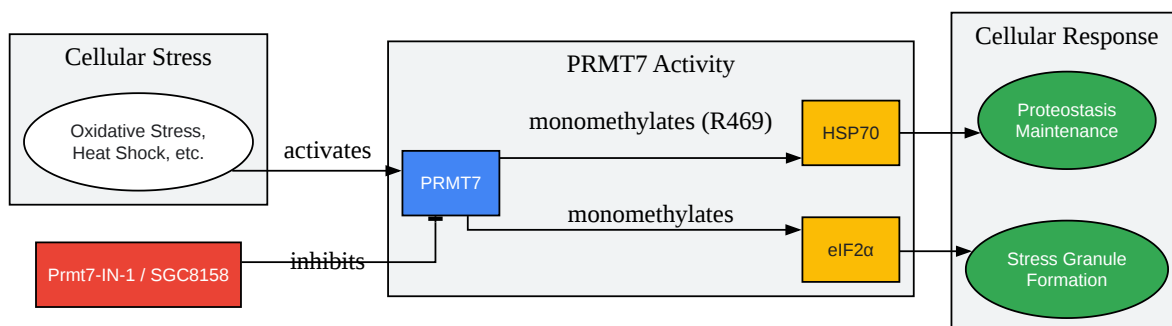 Cellular Stress
Oxidative Stress,
Heat Shock, etc.
activates
Prmt7-IN-1 / SGC8158
inhibits
PRMT7 Activity
PRMT7
monomethylates (R469)
HSP70
monomethylates
eIF2α
Cellular Response
Proteostasis
Maintenance
Stress Granule
Formation